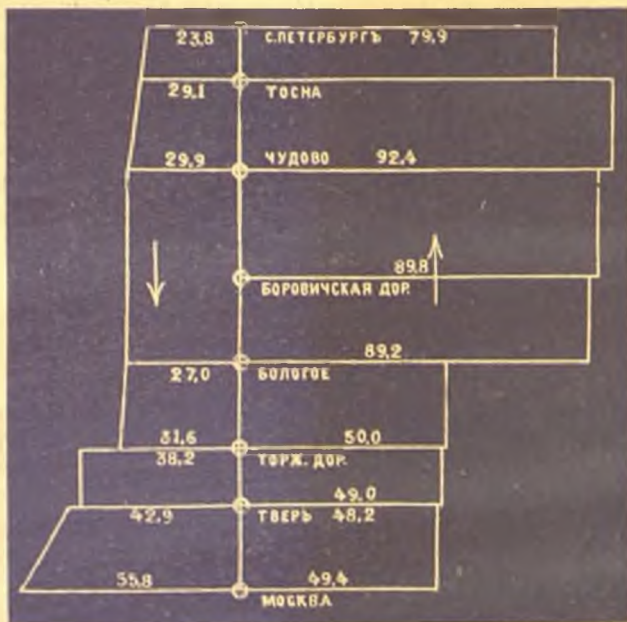 23,8 С.ПЕТЕРБУРГЪ 79,9
29,1 ТОСНА
29,9 ЧУДОВО 92,4
89,8
БОРОВИЧСКАЯ ДОР.
89,2
27,0 БОЛОГОЕ
31,6 50,0
38,2 ТОРЖ. ДОР.
49,0
42,9 ТВЕРЬ 48,2
55,8 49,4
МОСКВА